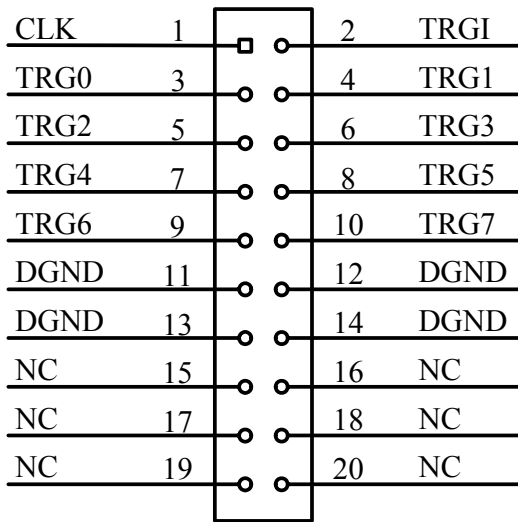 CLK 1 2 TRGI
TRG0 3 4 TRG1
TRG2 5 6 TRG3
TRG4 7 8 TRG5
TRG6 9 10 TRG7
DGND 11 12 DGND
DGND 13 14 DGND
NC 15 16 NC
NC 17 18 NC
NC 19 20 NC